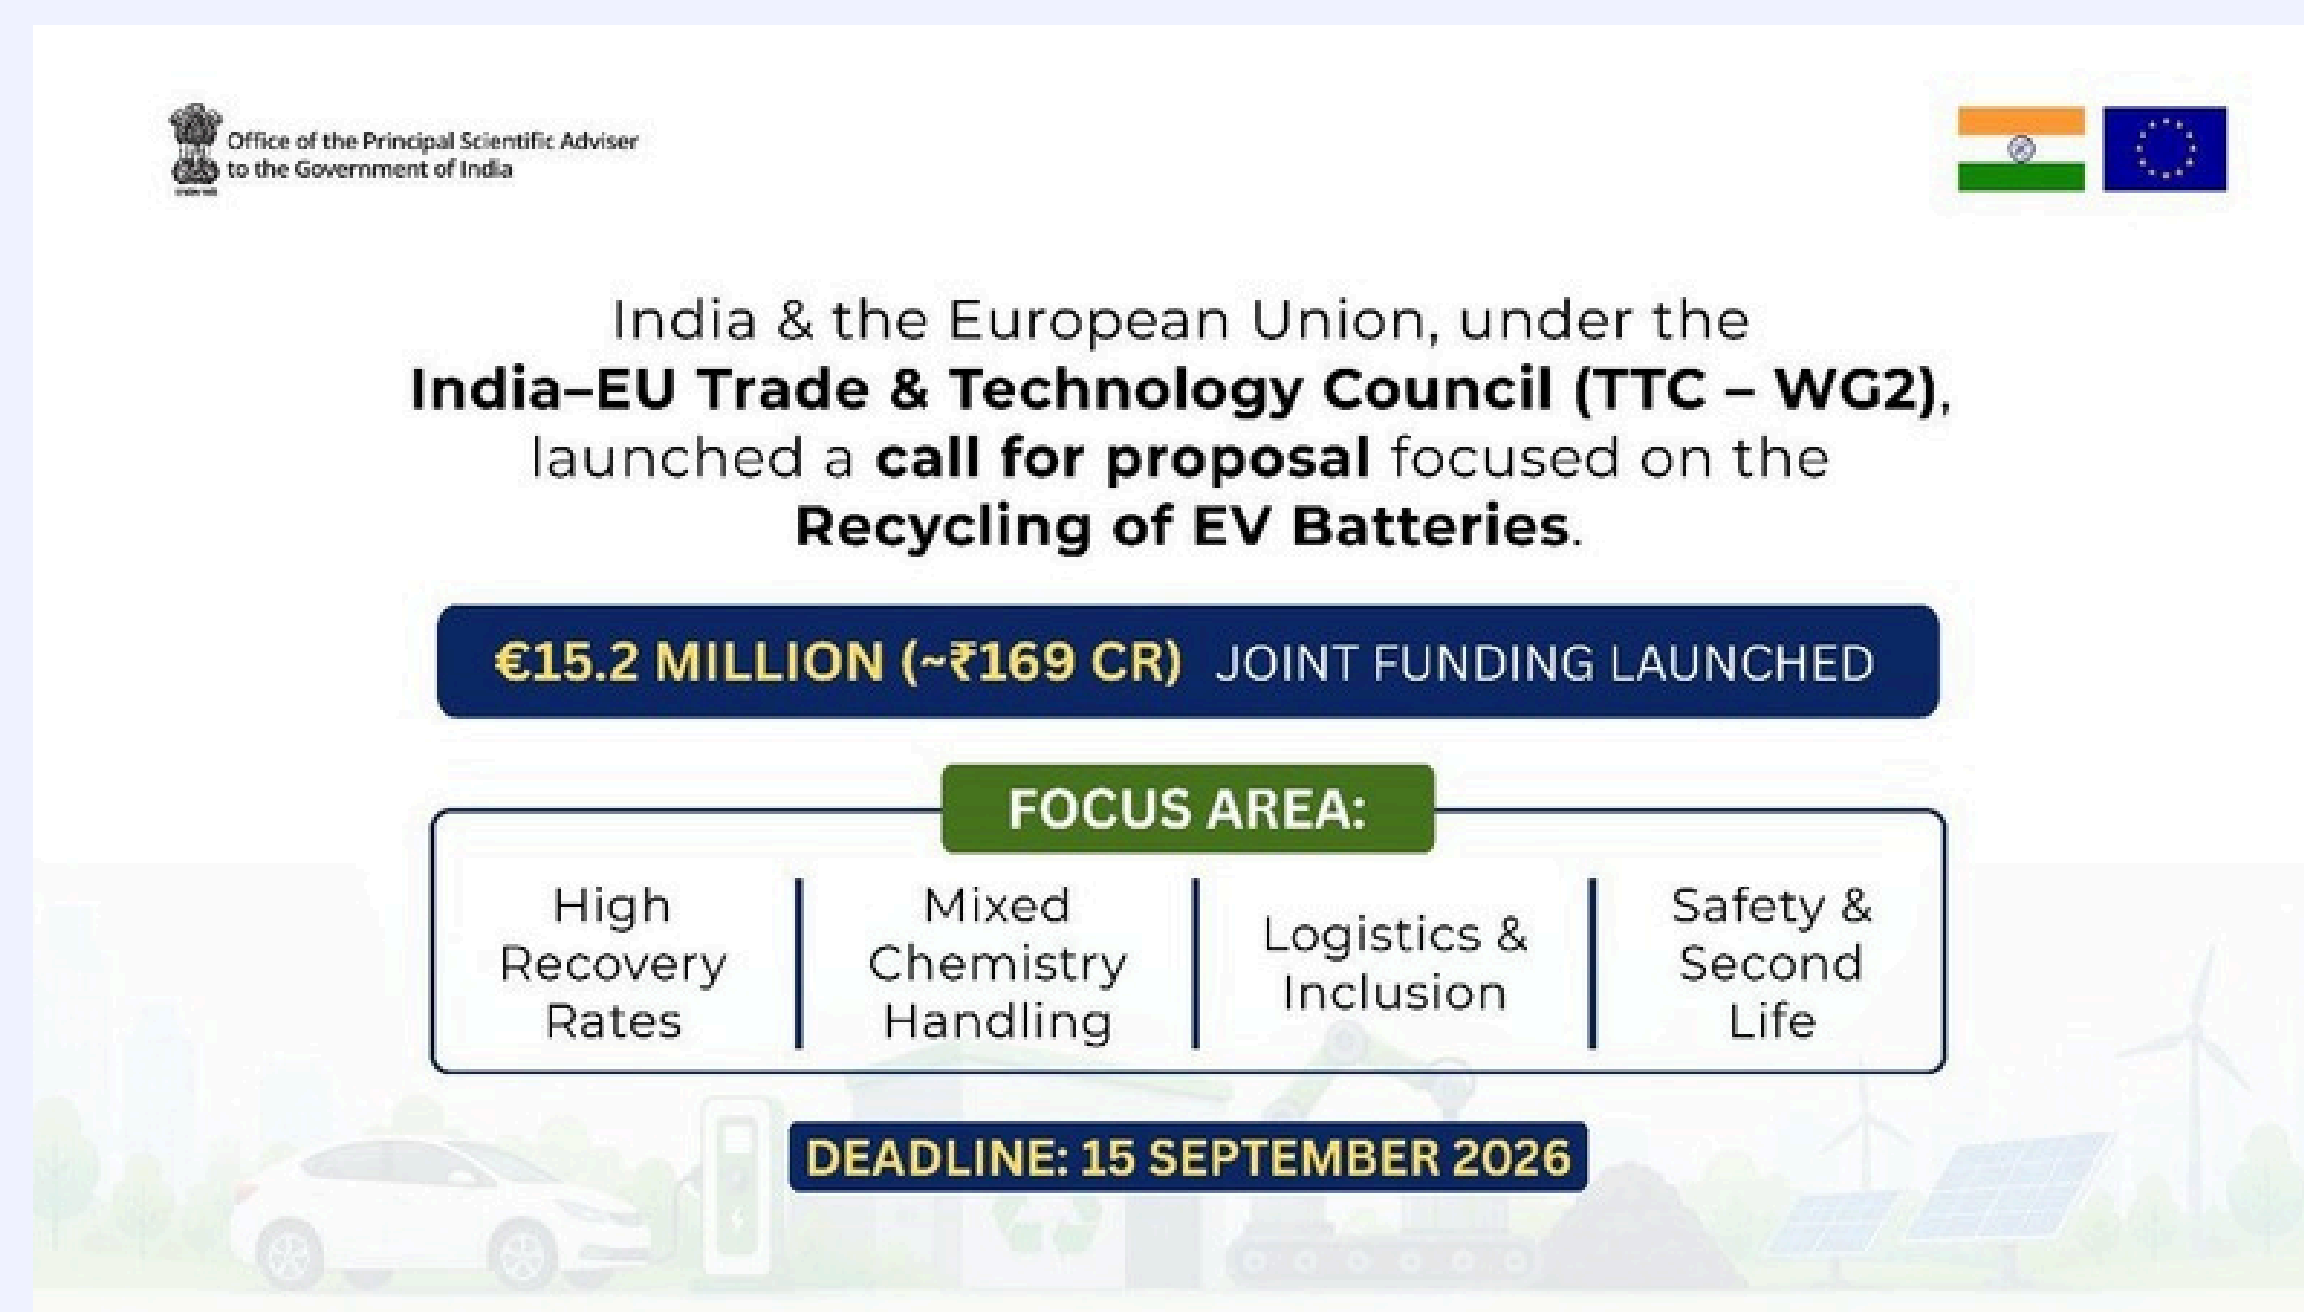 Office of the Principal Scientific Adviser
to the Government of India
India & the European Union, under the
India–EU Trade & Technology Council (TTC – WG2),
launched a call for proposal focused on the
Recycling of EV Batteries.
€15.2 MILLION (~₹169 CR) JOINT FUNDING LAUNCHED
FOCUS AREA:
High
Recovery
Rates
Mixed
Chemistry
Handling
Logistics &
Inclusion
Safety &
Second
Life
DEADLINE: 15 SEPTEMBER 2026